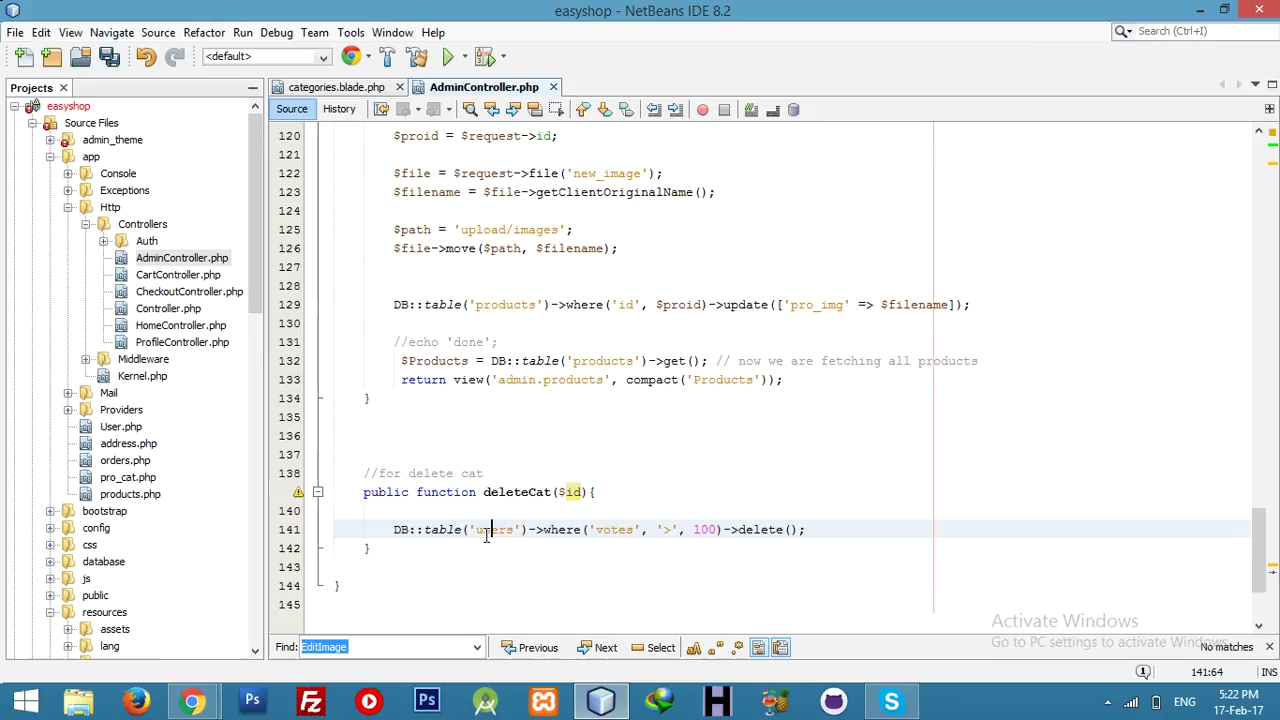 easyshop - NetBeans IDE 8.2
File Edit View Navigate Source Refactor Run Debug Team Tools Window Help
<default>
Search (Ctrl+I)
Projects
categories.blade.php
AdminController.php
easyshop
Source Files
admin_theme
app
Console
Exceptions
Http
Controllers
Auth
AdminController.php
CartController.php
CheckoutController.php
Controller.php
HomeController.php
ProfileController.php
Middleware
Kernel.php
Mail
Providers
User.php
address.php
orders.php
pro_cat.php
products.php
bootstrap
config
css
database
js
public
resources
assets
lang
Source History
120 $proid = $request->id;
121
122 $file = $request->file('new_image');
123 $filename = $file->getClientOriginalName();
124
125 $path = 'upload/images';
126 $file->move($path, $filename);
127
128
129 DB::table('products')->where('id', $proid)->update(['pro_img' => $filename]);
130
131 //echo 'done';
132 $Products = DB::table('products')->get(); // now we are fetching all products
133 return view('admin.products', compact('Products'));
134 }
135
136
137
138 //for delete cat
public function deleteCat($id){
140
141 DB::table('users')->where('votes', '>', 100)->delete();
142 }
143
144 }
145
Activate Windows
Go to PC settings to activate Windows.
Find: EditImage Previous Next Select No matches
141:64 INS
ENG
5:22 PM
17-Feb-17